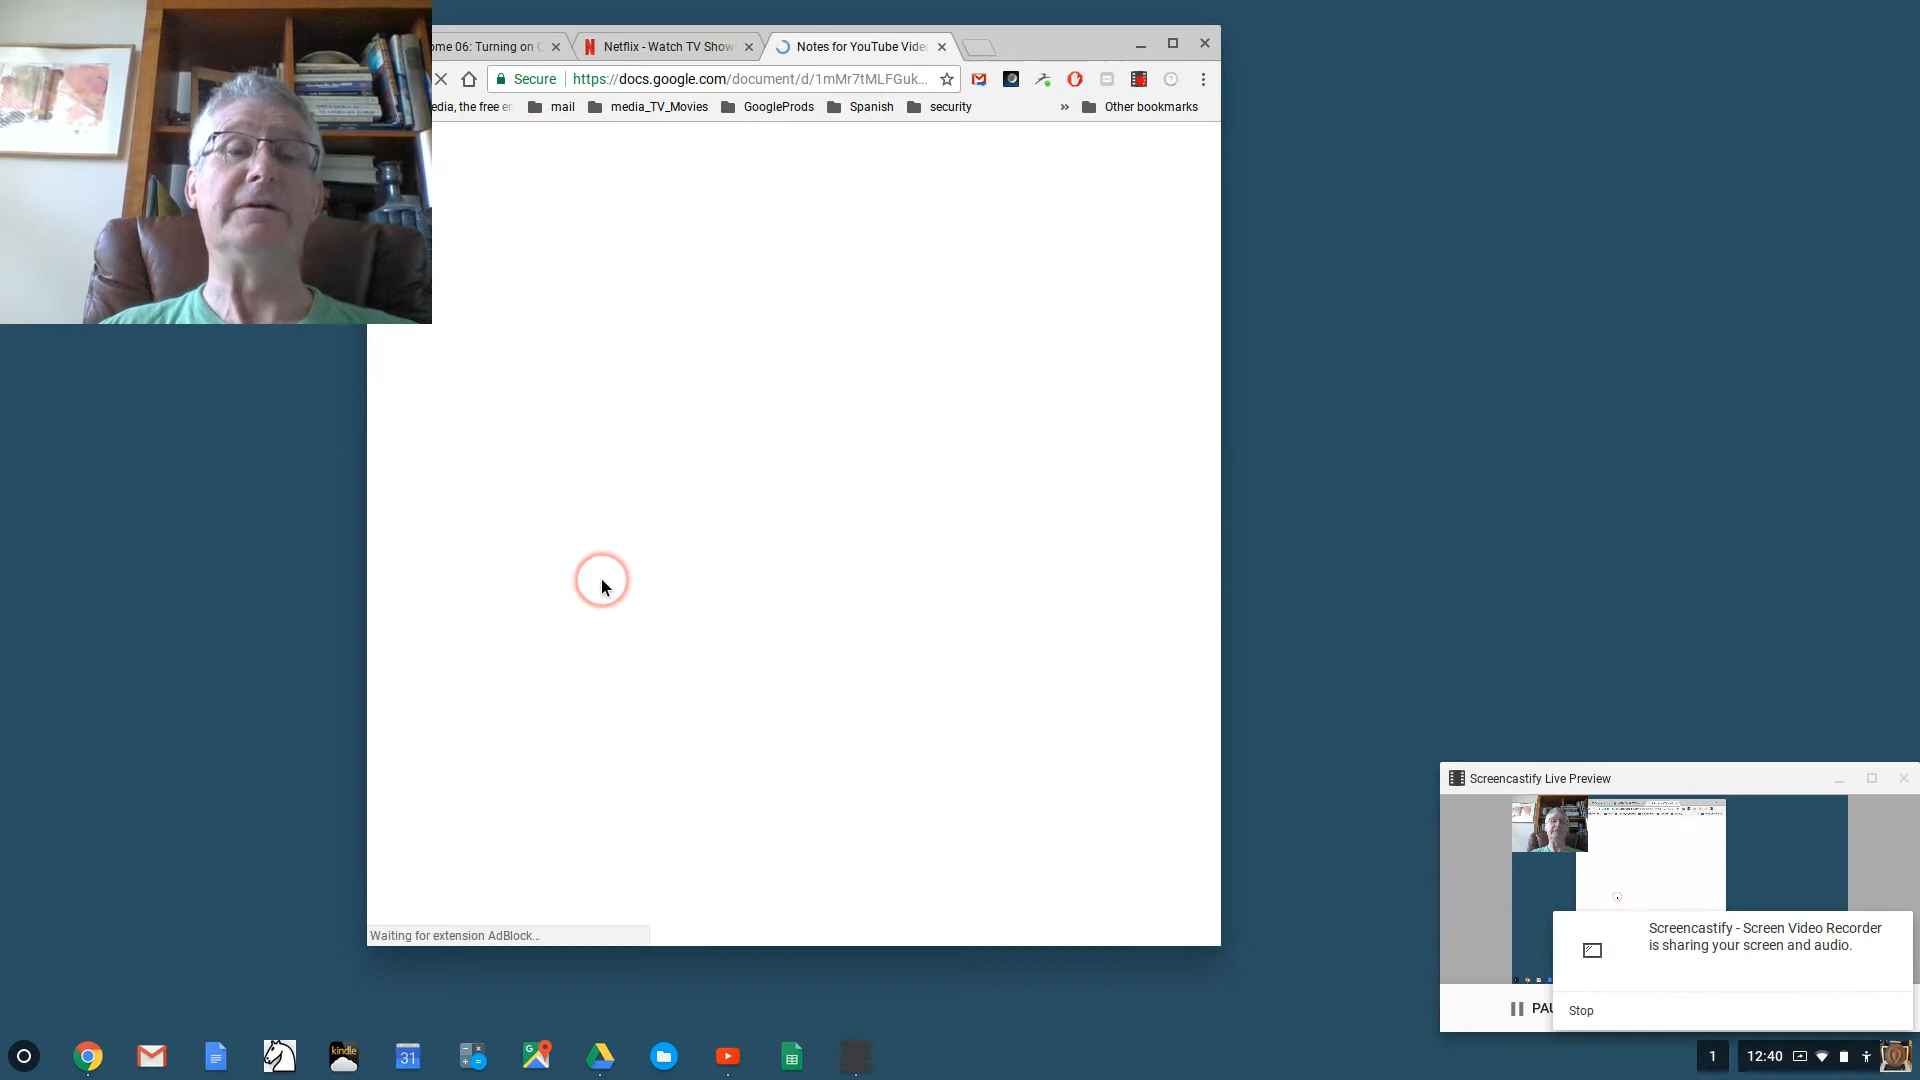 ome 06: Turning on
Netflix - Watch TV Show
Notes for YouTube Vide
Secure
https://docs.google.com/document/d/1mMr7tMLFGuk...
edia, the free en
mail
media_TV_Movies
GoogleProds
Spanish
security
»
Other bookmarks
Waiting for extension AdBlock...
Screencastify Live Preview
Screencastify - Screen Video Recorder
is sharing your screen and audio.
PAU
Stop
kindle
31
1
12:40